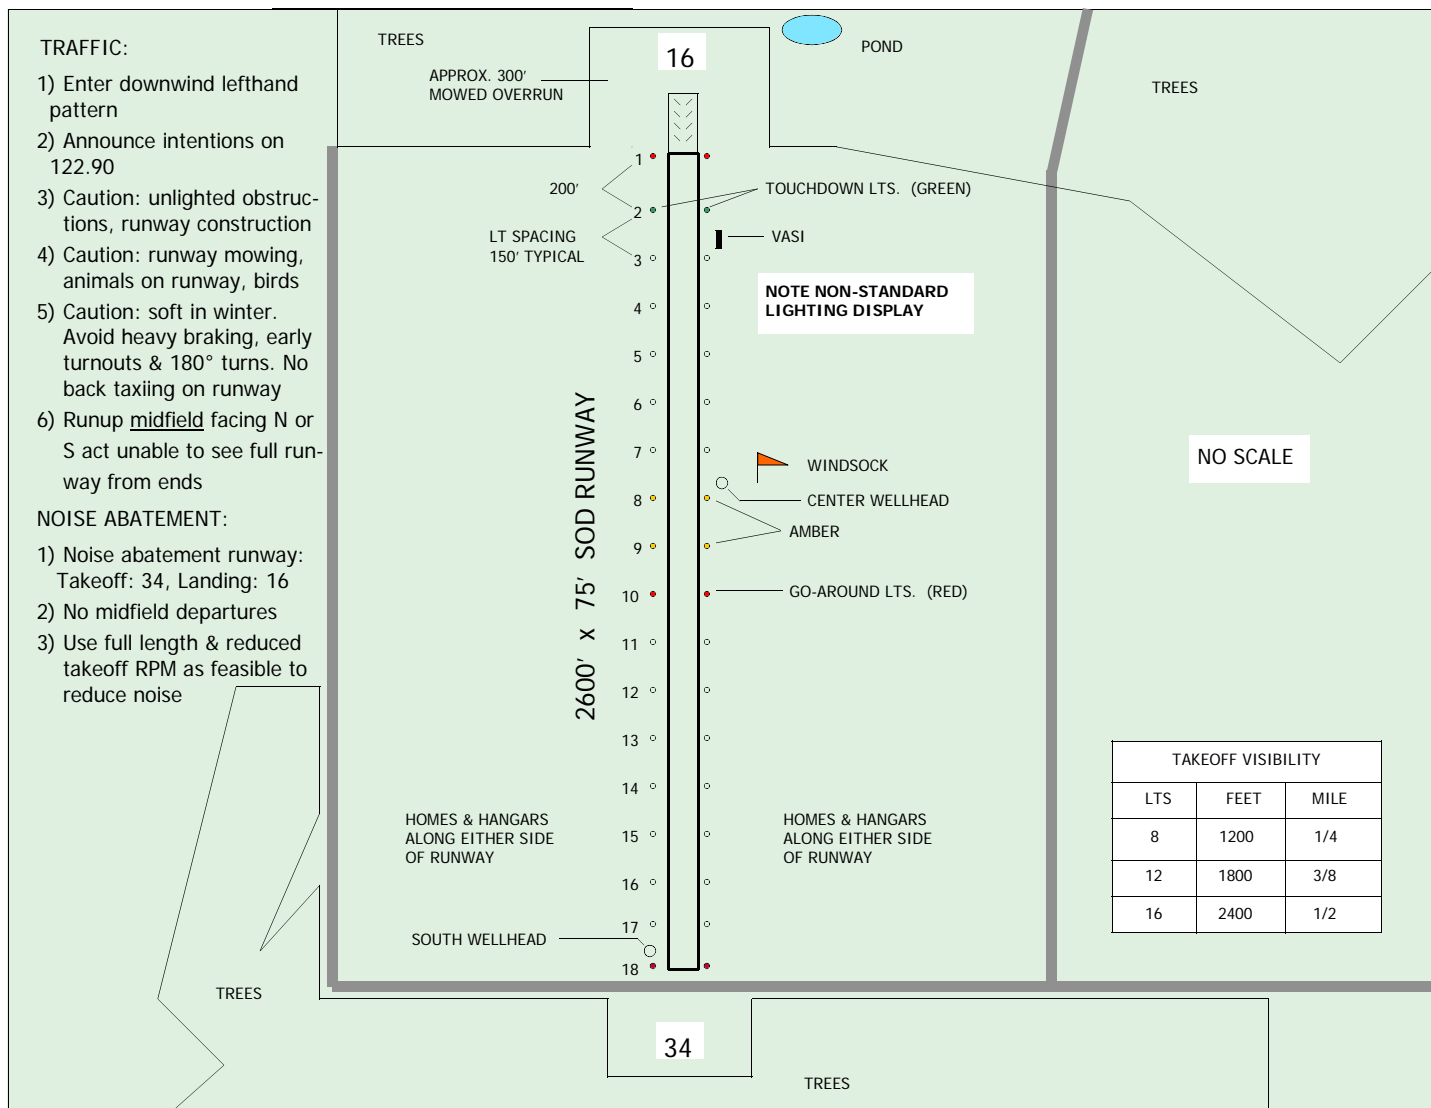 TRAFFIC:
1) Enter downwind lefthand
pattern
2) Announce intentions on
122.90
3) Caution: unlighted obstruc-
tions, runway construction
4) Caution: runway mowing,
animals on runway, birds
5) Caution: soft in winter.
Avoid heavy braking, early
turnouts & 180° turns. No
back taxiing on runway
6) Runup midfield facing N or
S act unable to see full run-
way from ends
NOISE ABATEMENT:
1) Noise abatement runway:
Takeoff: 34, Landing: 16
2) No midfield departures
3) Use full length & reduced
takeoff RPM as feasible to
reduce noise
TREES
16
POND
APPROX. 300'
MOWED OVERRUN
TREES
1
200'
TOUCHDOWN LTS. (GREEN)
2
LT SPACING
150' TYPICAL
VASI
3
NOTE NON-STANDARD
LIGHTING DISPLAY
4
5
6
7
WINDSOCK
8
CENTER WELLHEAD
AMBER
9
10
GO-AROUND LTS. (RED)
11
12
13
14
15
16
17
18
2600' x 75' SOD RUNWAY
NO SCALE
HOMES & HANGARS
ALONG EITHER SIDE
OF RUNWAY
HOMES & HANGARS
ALONG EITHER SIDE
OF RUNWAY
SOUTH WELLHEAD
TAKEOFF VISIBILITY
LTS FEET MILE
8 1200 1/4
12 1800 3/8
16 2400 1/2
TREES
34
TREES